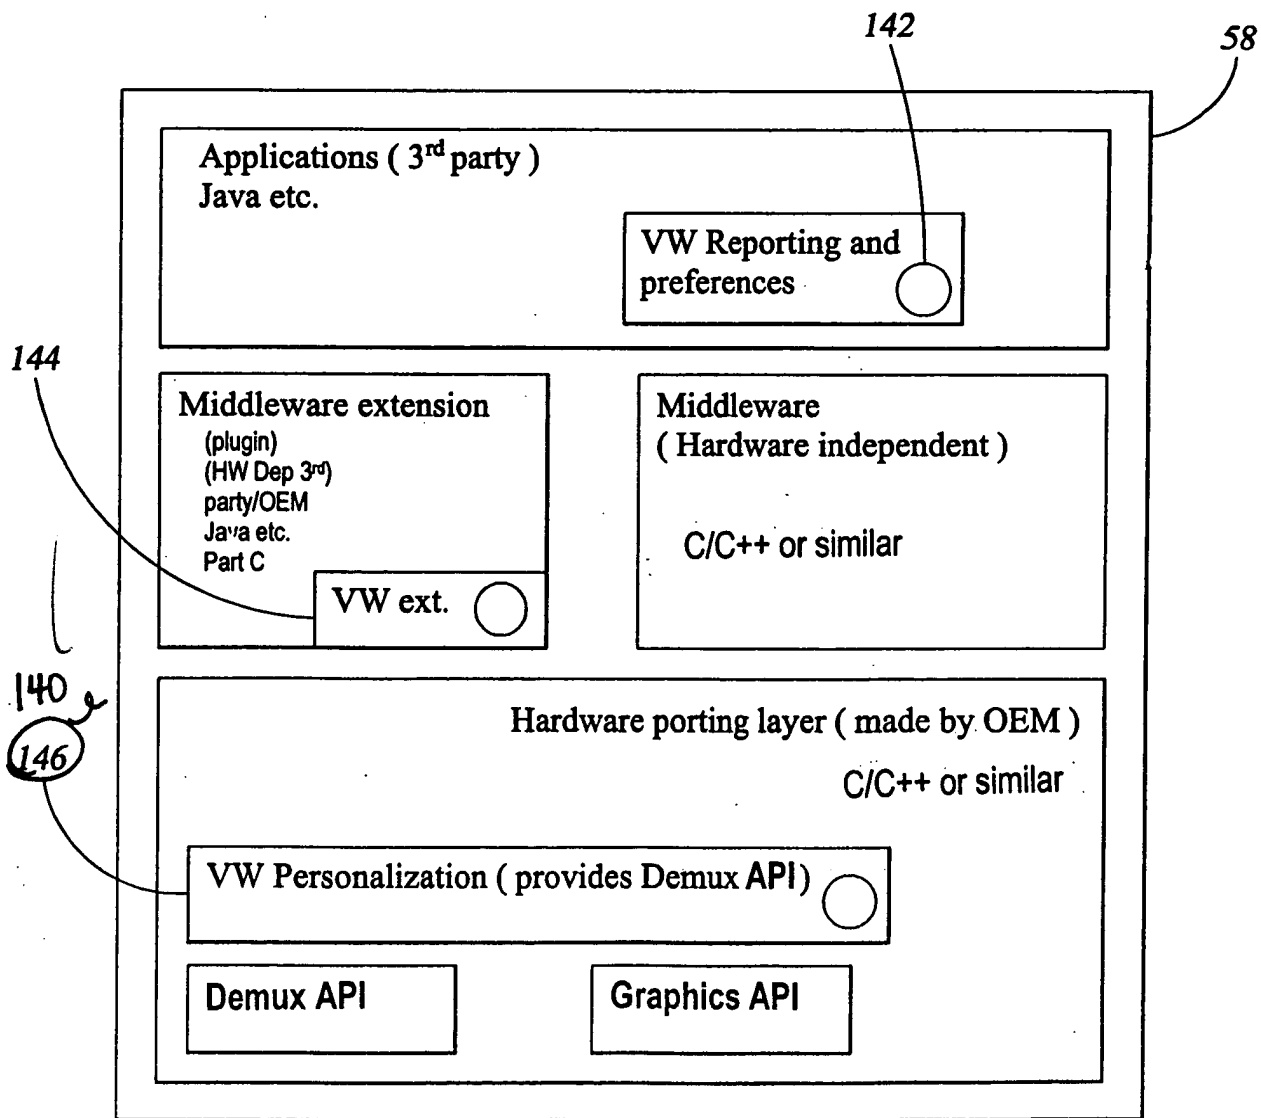 142
58
Applications ( 3rd party )
Java etc.
VW Reporting and
preferences
144
Middleware extension
(plugin)
(HW Dep 3rd)
party/OEM
Java etc.
Part C
VW ext.
Middleware
( Hardware independent )
C/C++ or similar
140
146
Hardware porting layer ( made by OEM )
C/C++ or similar
VW Personalization ( provides Demux API )
Demux API
Graphics API